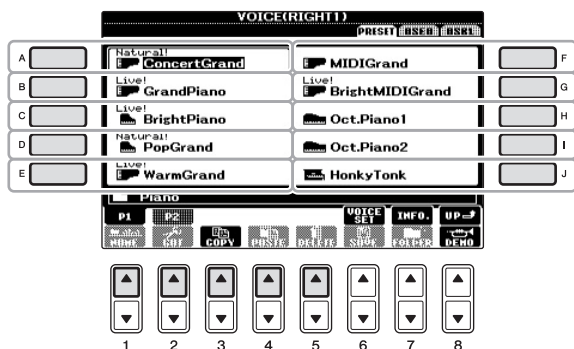 VOICE(RIGHT1)
PRESET USER USB1
A Natural! ConcertGrand MIDIGrand F
B Live! GrandPiano Live! BrightMIDIGrand G
C Live! BrightPiano Oct.Piano1 H
D Natural! PopGrand Oct.Piano2 I
E Live! WarmGrand HonkyTonk J
Piano
P1 P2 VOICE SET INFO. UP
NAME CUT COPY PASTE DELETE SAVE FOLDER DEMO
1 2 3 4 5 6 7 8